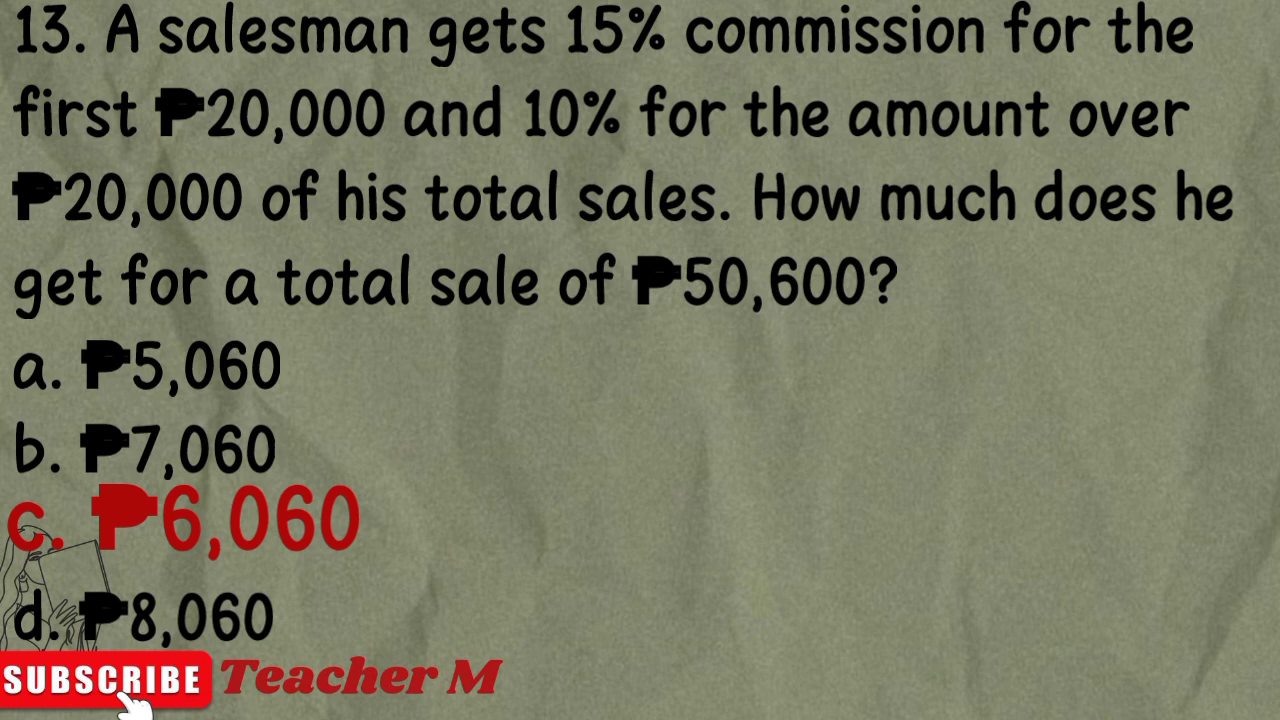 13. A salesman gets 15% commission for the
first ₱20,000 and 10% for the amount over
₱20,000 of his total sales. How much does he
get for a total sale of ₱50,600?
a. ₱5,060
b. ₱7,060
c. ₱6,060
d. ₱8,060
SUBSCRIBE Teacher M